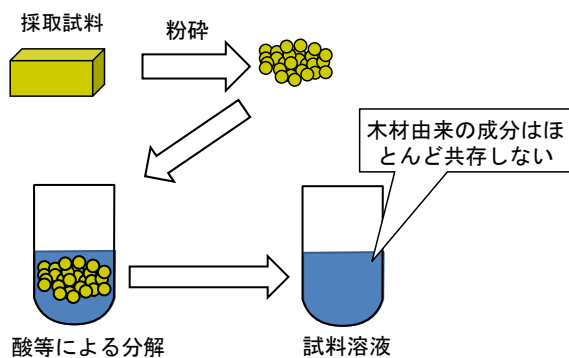 採取試料
粉砕
木材由来の成分はほ
とんど共存しない
酸等による分解
試料溶液